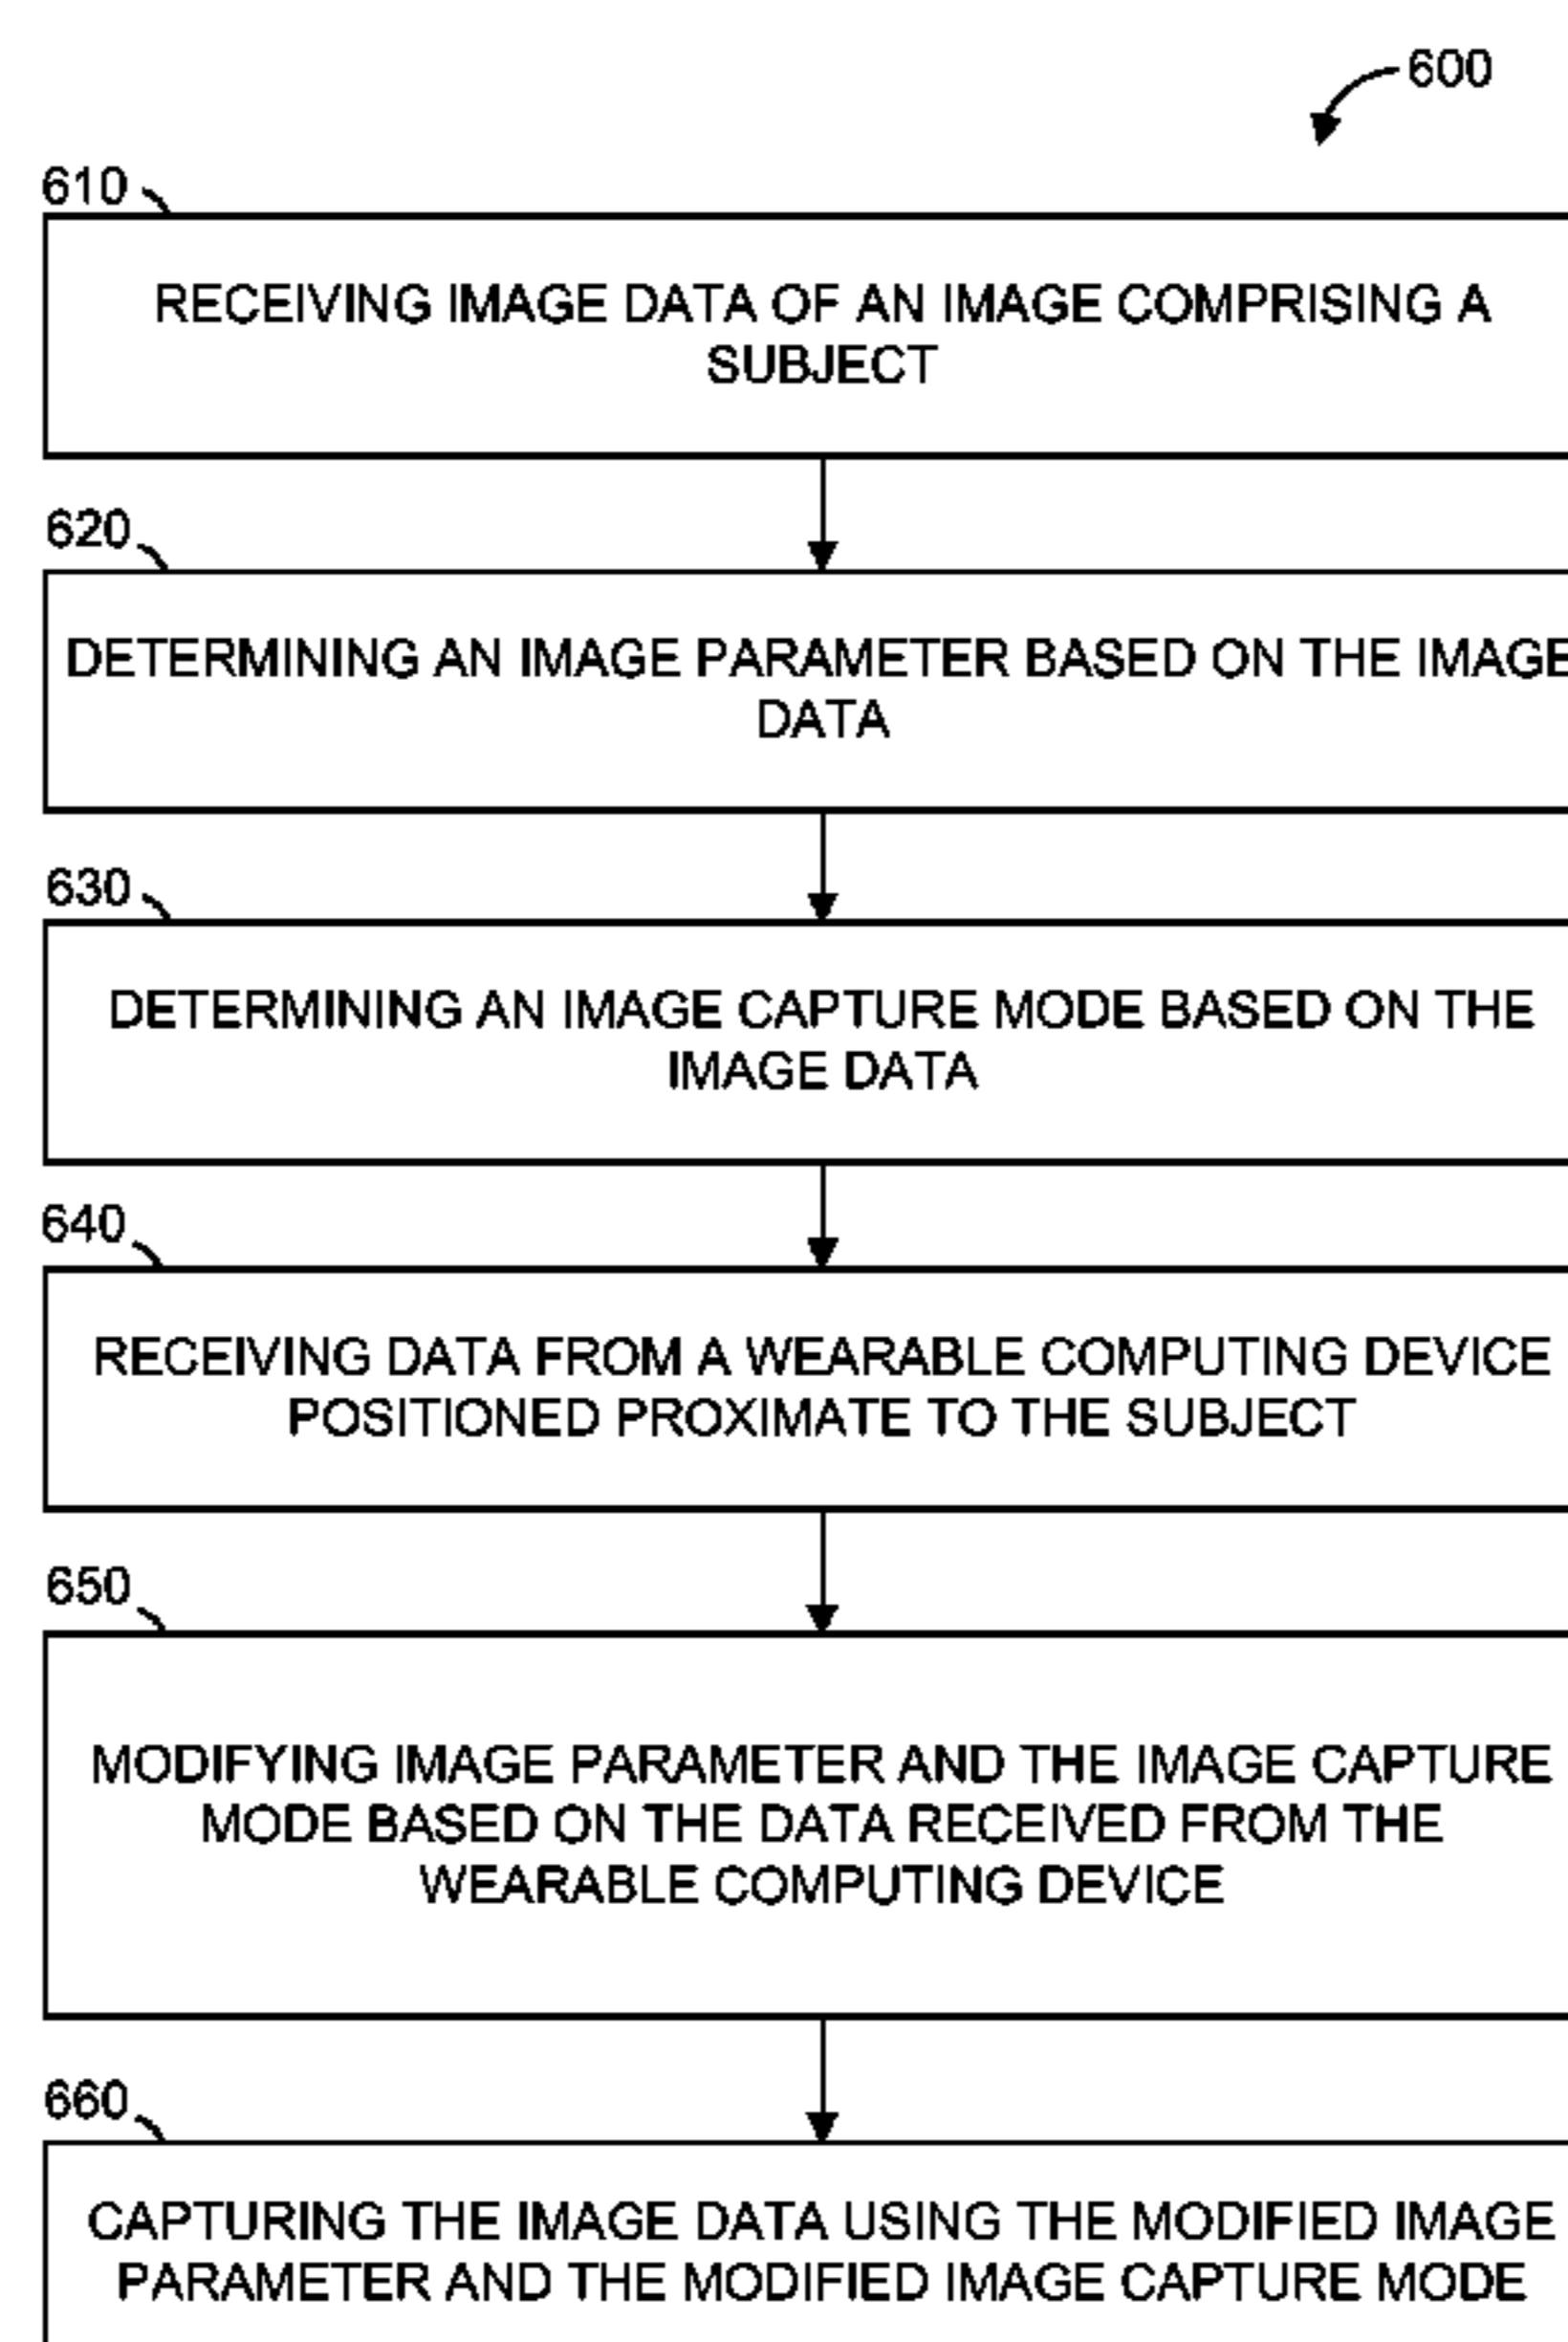 600
610
RECEIVING IMAGE DATA OF AN IMAGE COMPRISING A
SUBJECT
620
DETERMINING AN IMAGE PARAMETER BASED ON THE IMAGE
DATA
630
DETERMINING AN IMAGE CAPTURE MODE BASED ON THE
IMAGE DATA
640
RECEIVING DATA FROM A WEARABLE COMPUTING DEVICE
POSITIONED PROXIMATE TO THE SUBJECT
650
MODIFYING IMAGE PARAMETER AND THE IMAGE CAPTURE
MODE BASED ON THE DATA RECEIVED FROM THE
WEARABLE COMPUTING DEVICE
660
CAPTURING THE IMAGE DATA USING THE MODIFIED IMAGE
PARAMETER AND THE MODIFIED IMAGE CAPTURE MODE